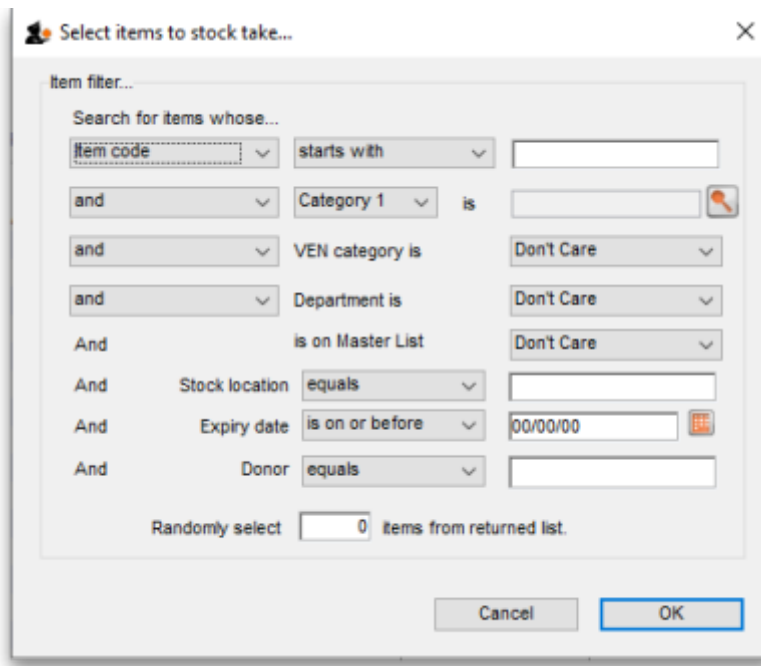 Select items to stock take...
Item filter...
Search for items whose...
Item code starts with
and Category 1 is
and VEN category is Don't Care
and Department is Don't Care
And is on Master List Don't Care
And Stock location equals
And Expiry date is on or before 00/00/00
And Donor equals
Randomly select 0 items from returned list.
Cancel OK